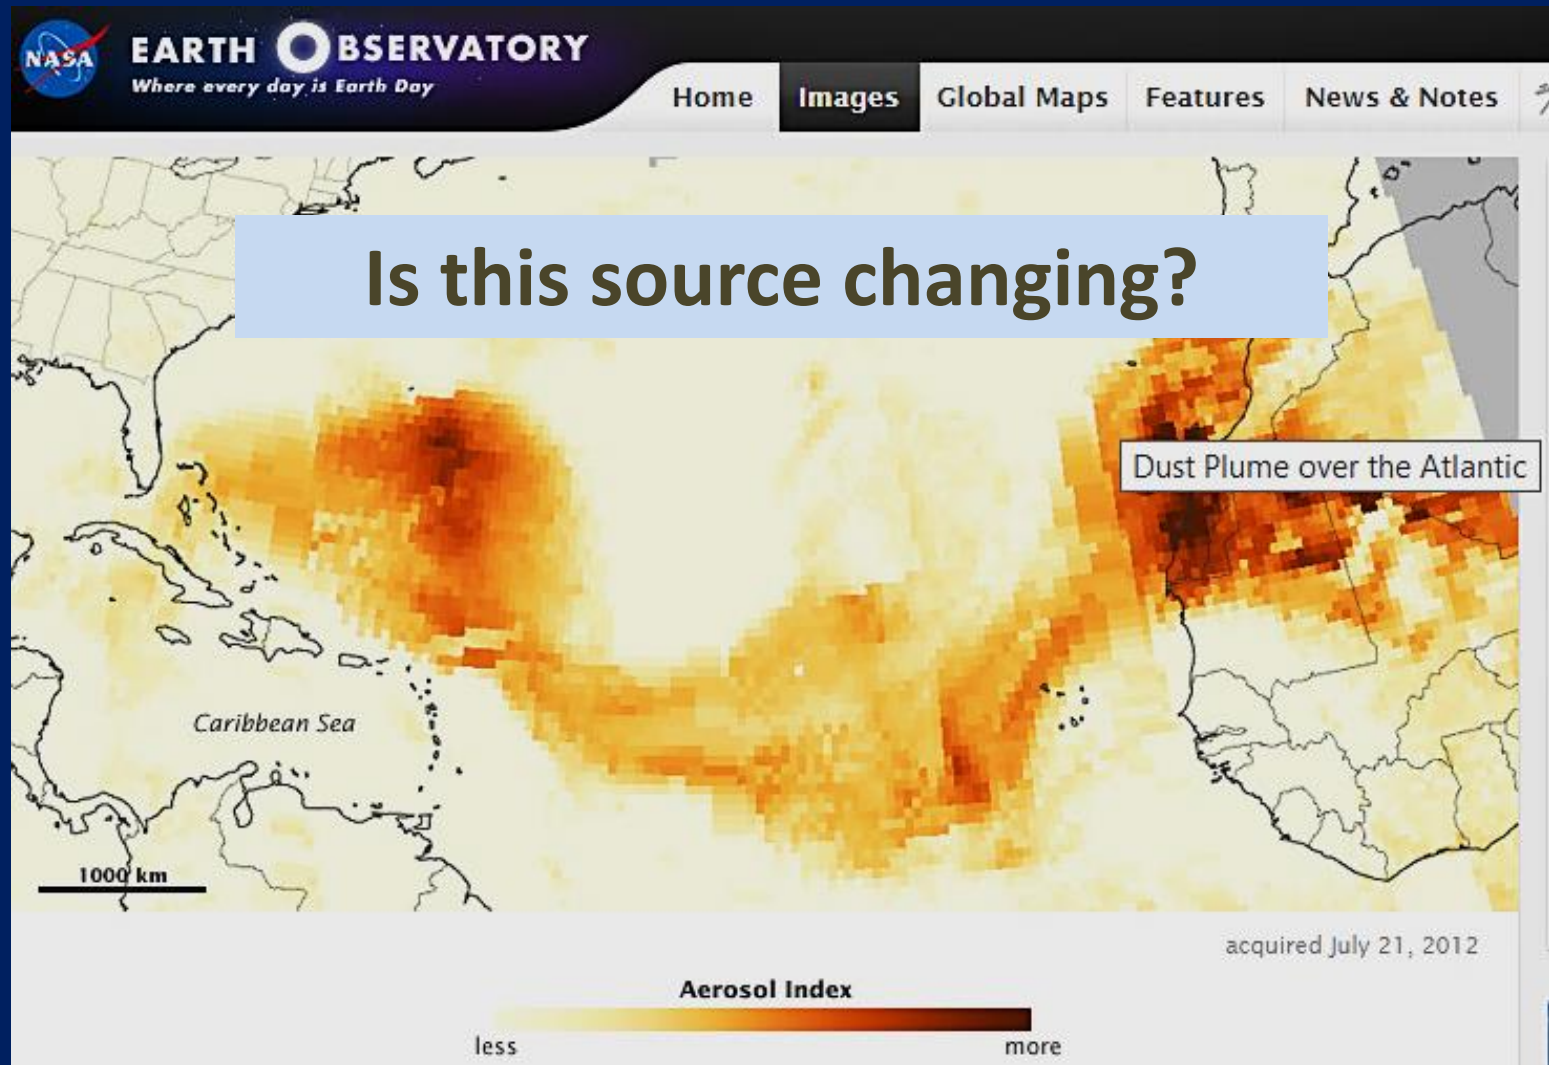 NASA
EARTH OBSERVATORY
Where every day is Earth Day
Home Images Global Maps Features News & Notes
Is this source changing?
Dust Plume over the Atlantic
Caribbean Sea
1000 km
acquired July 21, 2012
Aerosol Index
less more